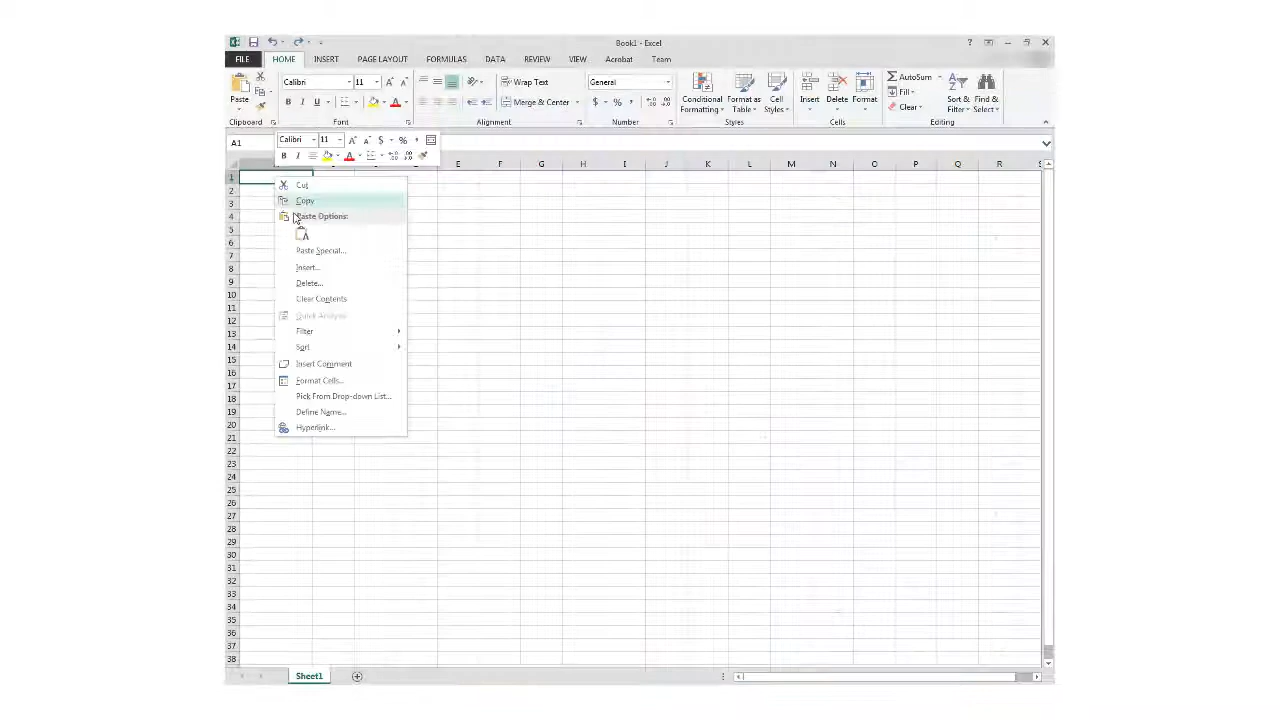 Book1 - Excel
?
FILE HOME INSERT PAGE LAYOUT FORMULAS DATA REVIEW VIEW Acrobat Team
Calibri 11 Wrap Text General AutoSum
Fill
Paste B I U Merge & Center $ % , Conditional Formatting Format as Table Cell Styles Insert Delete Format Clear Sort & Filter Find & Select
Clipboard Font Alignment Number Styles Cells Editing
A1
Calibri 11 A A $ % ,
B I A
E F G H I J K L M N O P Q R S
1
2
3
4
5
6
7
8
9
10
11
12
13
14
15
16
17
18
19
20
21
22
23
24
25
26
27
28
29
30
31
32
33
34
35
36
37
38
Cut
Copy
Paste Options:
Paste Special...
Insert...
Delete...
Clear Contents
Quick Analysis
Filter
Sort
Insert Comment
Format Cells...
Pick From Drop-down List...
Define Name...
Hyperlink...
Sheet1